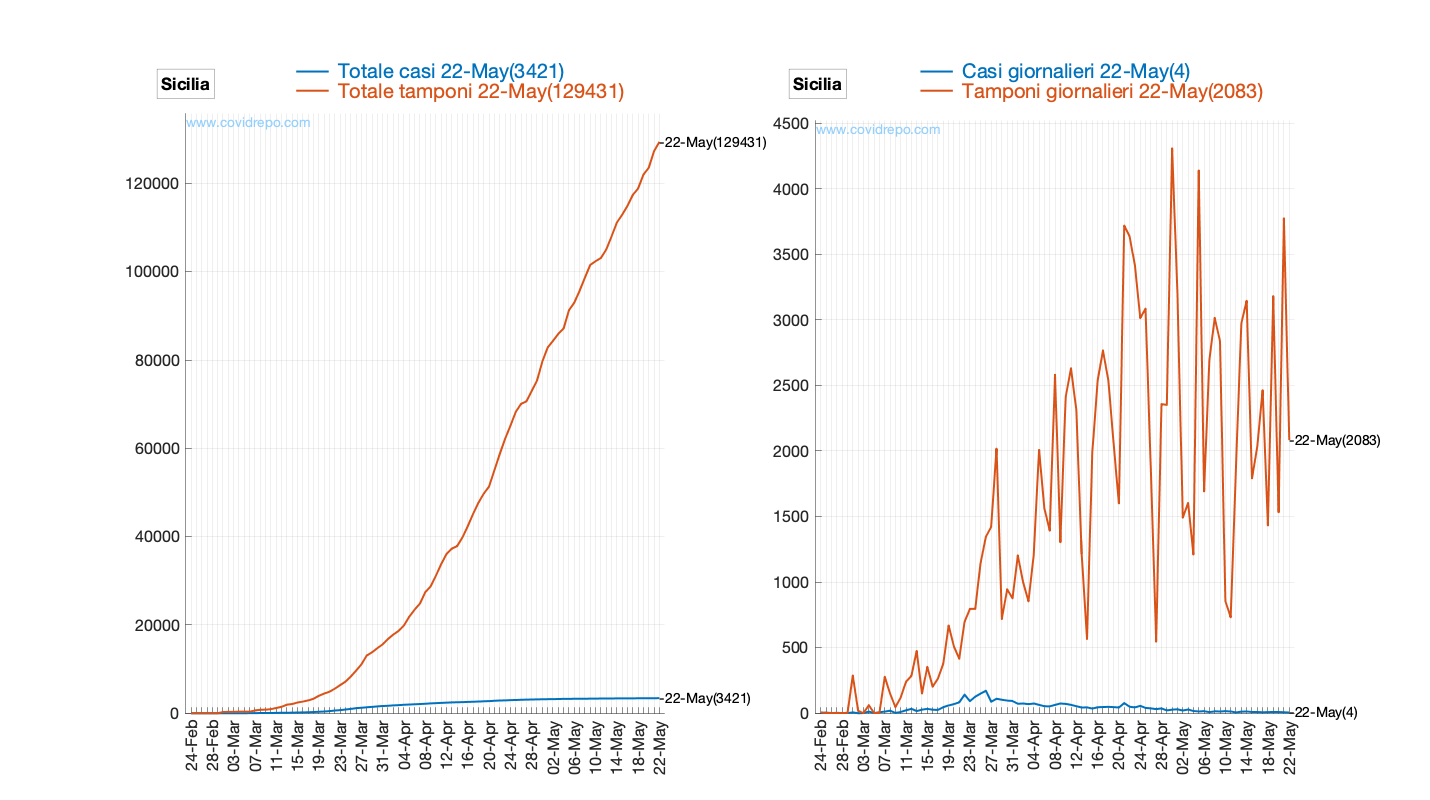 Sicilia
Totale casi 22-May(3421)
Totale tamponi 22-May(129431)
www.covidrepo.com
22-May(129431)
120000
100000
80000
60000
40000
20000
0
22-May(3421)
24-Feb
28-Feb
03-Mar
07-Mar
11-Mar
15-Mar
19-Mar
23-Mar
27-Mar
31-Mar
04-Apr
08-Apr
12-Apr
16-Apr
20-Apr
24-Apr
28-Apr
02-May
06-May
10-May
14-May
18-May
22-May
Sicilia
Casi giornalieri 22-May(4)
Tamponi giornalieri 22-May(2083)
www.covidrepo.com
4500
4000
3500
3000
2500
2000
1500
1000
500
0
22-May(2083)
22-May(4)
24-Feb
28-Feb
03-Mar
07-Mar
11-Mar
15-Mar
19-Mar
23-Mar
27-Mar
31-Mar
04-Apr
08-Apr
12-Apr
16-Apr
20-Apr
24-Apr
28-Apr
02-May
06-May
10-May
14-May
18-May
22-May